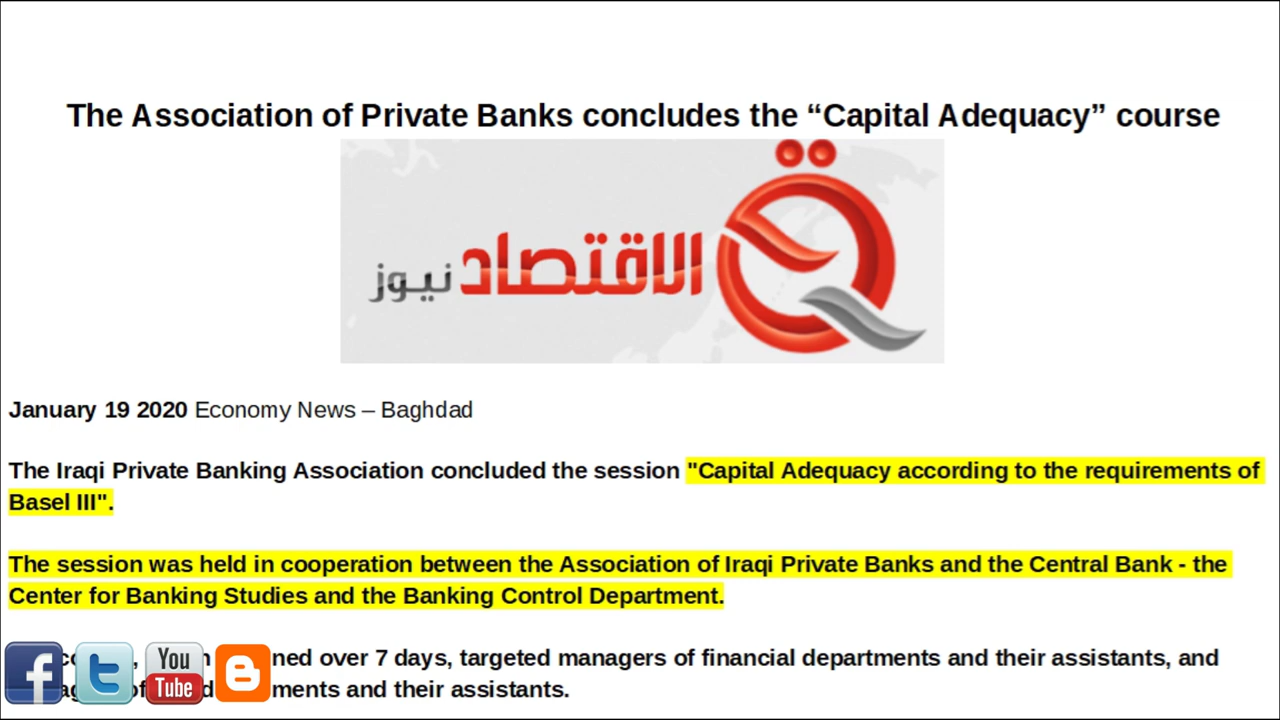 The Association of Private Banks concludes the “Capital Adequacy” course
الاقتصاد نيوز
January 19 2020 Economy News – Baghdad
The Iraqi Private Banking Association concluded the session "Capital Adequacy according to the requirements of
Basel III".
The session was held in cooperation between the Association of Iraqi Private Banks and the Central Bank - the
Center for Banking Studies and the Banking Control Department.
over 7 days, targeted managers of financial departments and their assistants, and
and their assistants.
You
Tube